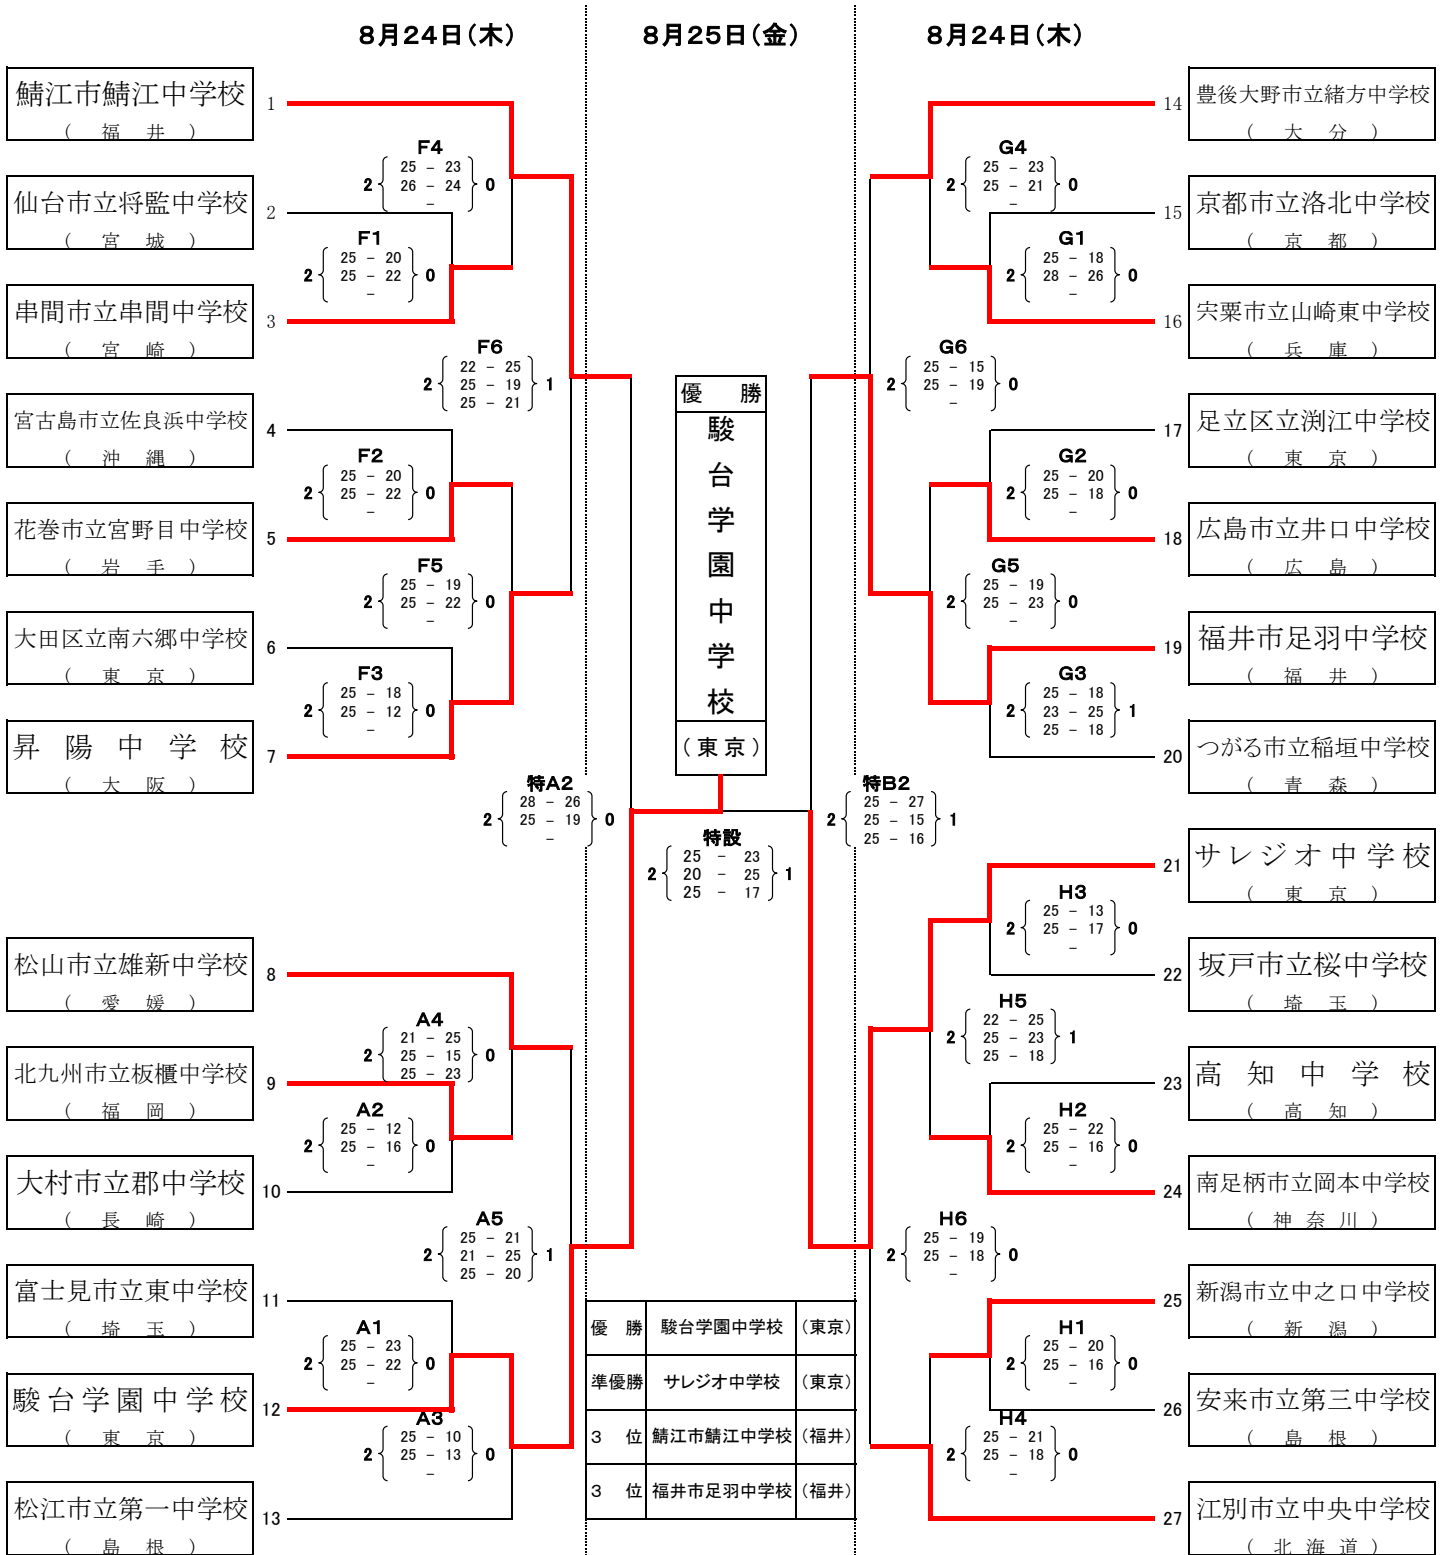 8月24日(木)
8月25日(金)
8月24日(木)
鯖江市鯖江中学校
( 福 井 )
1
仙台市立将監中学校
( 宮 城 )
2
串間市立串間中学校
( 宮 崎 )
3
宮古島市立佐良浜中学校
( 沖 縄 )
4
花巻市立宮野目中学校
( 岩 手 )
5
大田区立南六郷中学校
( 東 京 )
6
昇陽中学校
( 大 阪 )
7
松山市立雄新中学校
( 愛 媛 )
8
北九州市立板櫃中学校
( 福 岡 )
9
大村市立郡中学校
( 長 崎 )
10
富士見市立東中学校
( 埼 玉 )
11
駿台学園中学校
( 東 京 )
12
松江市立第一中学校
( 島 根 )
13
F4
25 - 23
2 26 - 24 0
-
F1
25 - 20
2 25 - 22 0
-
F6
22 - 25
2 25 - 19 1
25 - 21
F2
25 - 20
2 25 - 22 0
-
F5
25 - 19
2 25 - 22 0
-
F3
25 - 18
2 25 - 12 0
-
特A2
28 - 26
2 25 - 19 0
-
A4
21 - 25
2 25 - 15 0
25 - 23
A2
25 - 12
2 25 - 16 0
-
A5
25 - 21
2 21 - 25 1
25 - 20
A1
25 - 23
2 25 - 22 0
-
A3
25 - 10
2 25 - 13 0
-
優 勝
駿台学園中学校
(東京)
特設
25 - 23
2 20 - 25 1
25 - 17
優 勝 駿台学園中学校 (東京)
準優勝 サレジオ中学校 (東京)
3 位 鯖江市鯖江中学校 (福井)
3 位 福井市足羽中学校 (福井)
G4
25 - 23
2 25 - 21 0
-
G1
25 - 18
2 28 - 26 0
-
G6
25 - 15
2 25 - 19 0
-
G2
25 - 20
2 25 - 18 0
-
G5
25 - 19
2 25 - 23 0
-
G3
25 - 18
2 23 - 25 1
25 - 18
特B2
25 - 27
2 25 - 15 1
25 - 16
H3
25 - 13
2 25 - 17 0
-
H5
22 - 25
2 25 - 23 1
25 - 18
H2
25 - 22
2 25 - 16 0
-
H6
25 - 19
2 25 - 18 0
-
H1
25 - 20
2 25 - 16 0
-
H4
25 - 21
2 25 - 18 0
-
14
豊後大野市立緒方中学校
( 大 分 )
15
京都市立洛北中学校
( 京 都 )
16
宍粟市立山崎東中学校
( 兵 庫 )
17
足立区立渕江中学校
( 東 京 )
18
広島市立井口中学校
( 広 島 )
19
福井市足羽中学校
( 福 井 )
20
つがる市立稲垣中学校
( 青 森 )
21
サレジオ中学校
( 東 京 )
22
坂戸市立桜中学校
( 埼 玉 )
23
高知中学校
( 高 知 )
24
南足柄市立岡本中学校
( 神 奈 川 )
25
新潟市立中之口中学校
( 新 潟 )
26
安来市立第三中学校
( 島 根 )
27
江別市立中央中学校
( 北 海 道 )